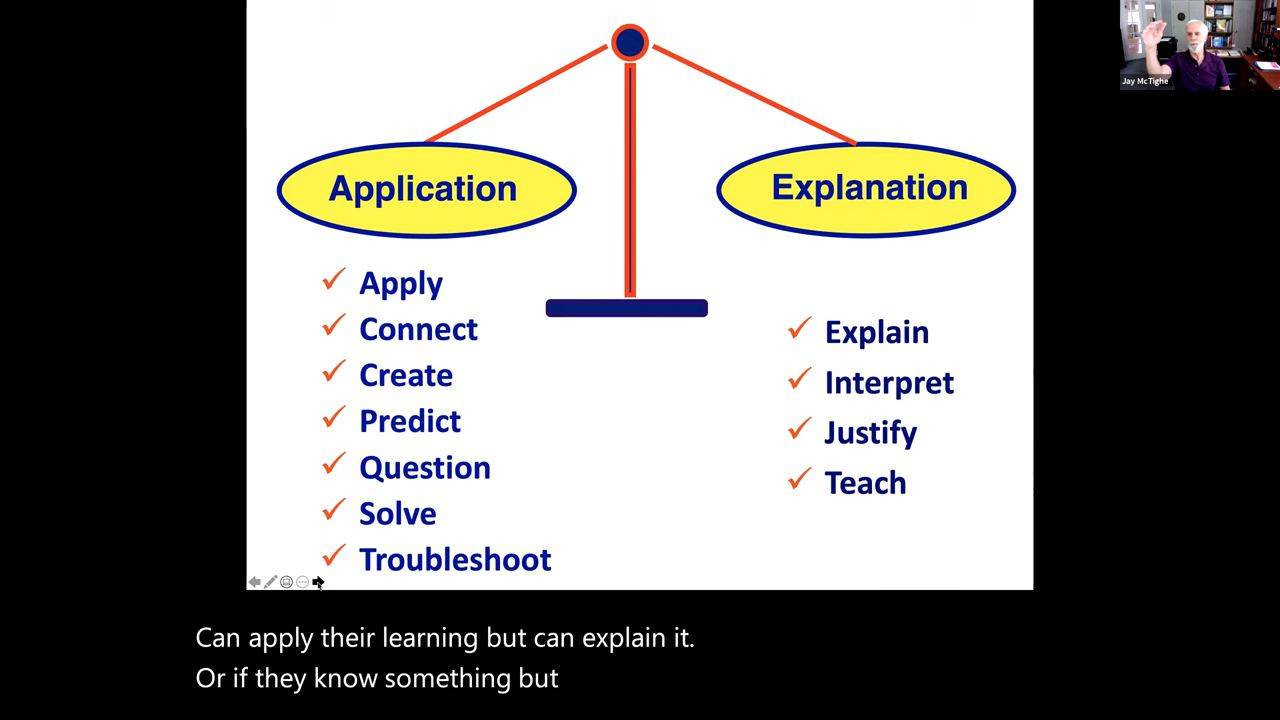 Jay McTighe
Application
Explanation
Apply
Connect
Create
Predict
Question
Solve
Troubleshoot
Explain
Interpret
Justify
Teach
Can apply their learning but can explain it.
Or if they know something but